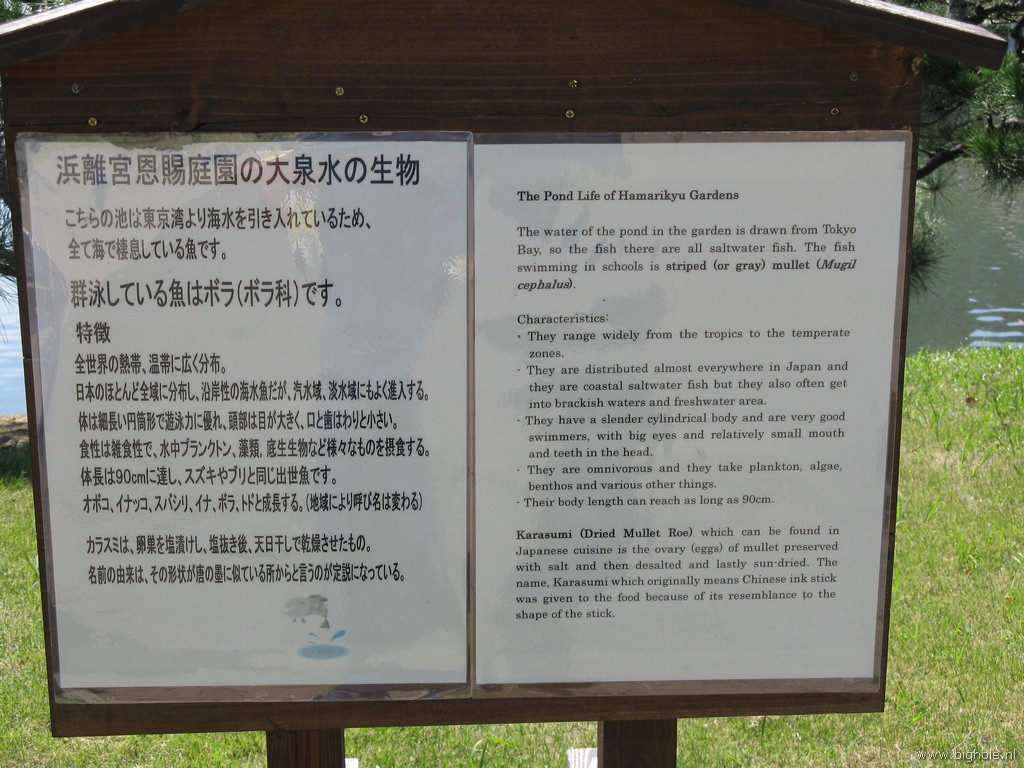 浜離宮恩賜庭園の大泉水の生物
こちらの池は東京湾より海水を引き入れているため、
全て海で棲息している魚です。
群泳している魚はボラ(ボラ科)です。
特徴
全世界の熱帯、温帯に広く分布。
日本のほとんど全域に分布し、沿岸性の海水魚だが、汽水域、淡水域にもよく進入する。
体は細長い円筒形で遊泳力に優れ、頭部は目が大きく、口と歯はわりと小さい。
食性は雑食性で、水中プランクトン、藻類，底生生物など様々なものを摂食する。
体長は90cmに達し、スズキやブリと同じ出世魚です。
オボコ、イナッコ、スバシリ、イナ、ボラ、トドと成長する。(地域により呼び名は変わる)
カラスミは、卵巣を塩漬けし、塩抜き後、天日干しで乾燥させたもの。
名前の由来は、その形状が唐の墨に似ている所からと言うのが定説になっている。
The Pond Life of Hamarikyu Gardens
The water of the pond in the garden is drawn from Tokyo
Bay, so the fish there are all saltwater fish. The fish
swimming in schools is striped (or gray) mullet (Mugil
cephalus).
Characteristics:
- They range widely from the tropics to the temperate
zones.
- They are distributed almost everywhere in Japan and
they are coastal saltwater fish but they also often get
into brackish waters and freshwater area.
- They have a slender cylindrical body and are very good
swimmers, with big eyes and relatively small mouth
and teeth in the head.
- They are omnivorous and they take plankton, algae,
benthos and various other things.
- Their body length can reach as long as 90cm.
Karasumi (Dried Mullet Roe) which can be found in
Japanese cuisine is the ovary (eggs) of mullet preserved
with salt and then desalted and lastly sun-dried. The
name, Karasumi which originally means Chinese ink stick
was given to the food because of its resemblance to the
shape of the stick.
www.bighole.nl